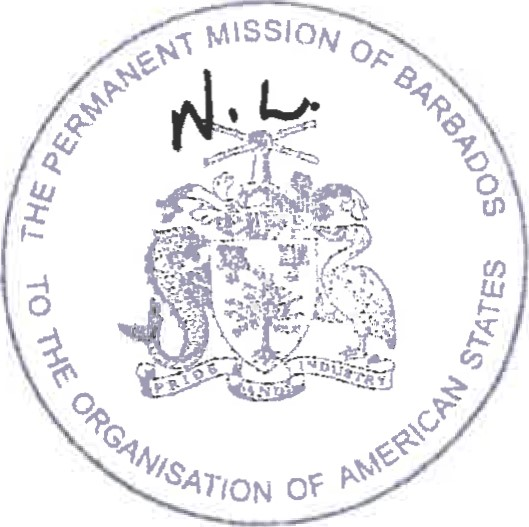 THE PERMANENT MISSION OF BARBADOS
TO THE ORGANISATION OF AMERICAN STATES
N. L.
PRIDE AND INDUSTRY